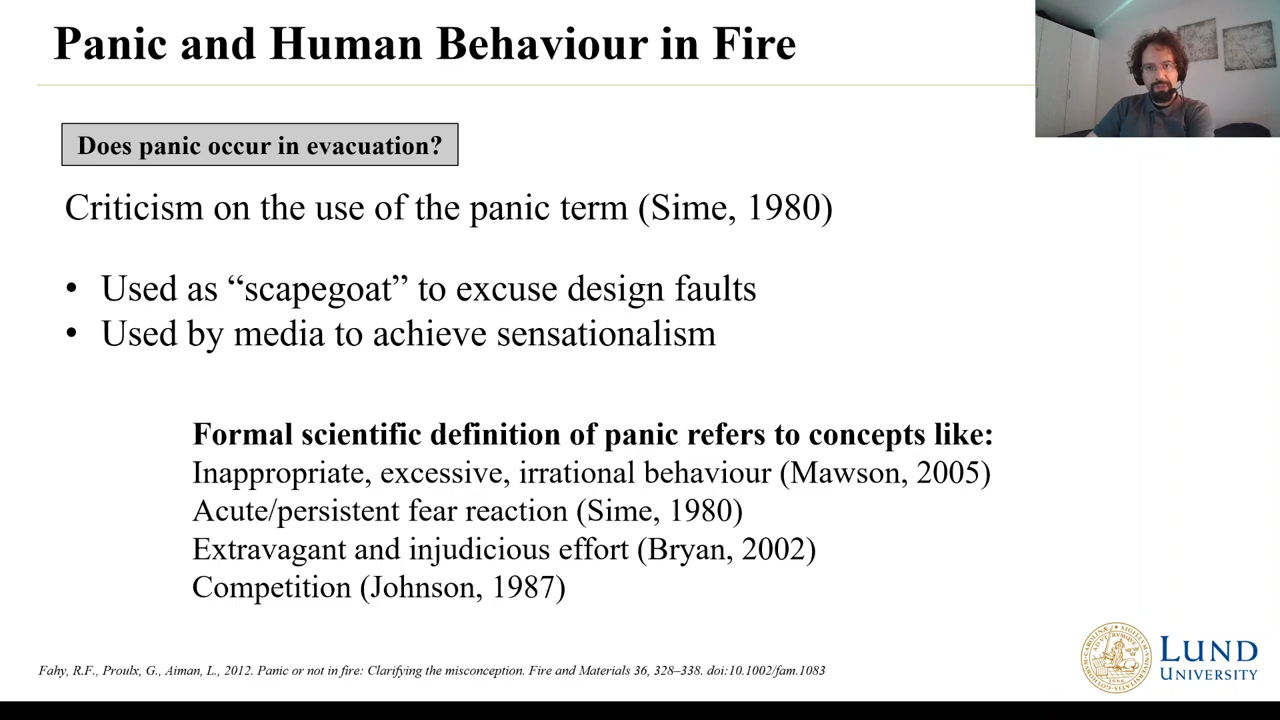 Panic and Human Behaviour in Fire
Does panic occur in evacuation?
Criticism on the use of the panic term (Sime, 1980)
• Used as “scapegoat” to excuse design faults
• Used by media to achieve sensationalism
Formal scientific definition of panic refers to concepts like:
Inappropriate, excessive, irrational behaviour (Mawson, 2005)
Acute/persistent fear reaction (Sime, 1980)
Extravagant and injudicious effort (Bryan, 2002)
Competition (Johnson, 1987)
Fahy, R.F., Proulx, G., Aiman, L., 2012. Panic or not in fire: Clarifying the misconception. Fire and Materials 36, 328–338. doi:10.1002/fam.1083
LUND
UNIVERSITY